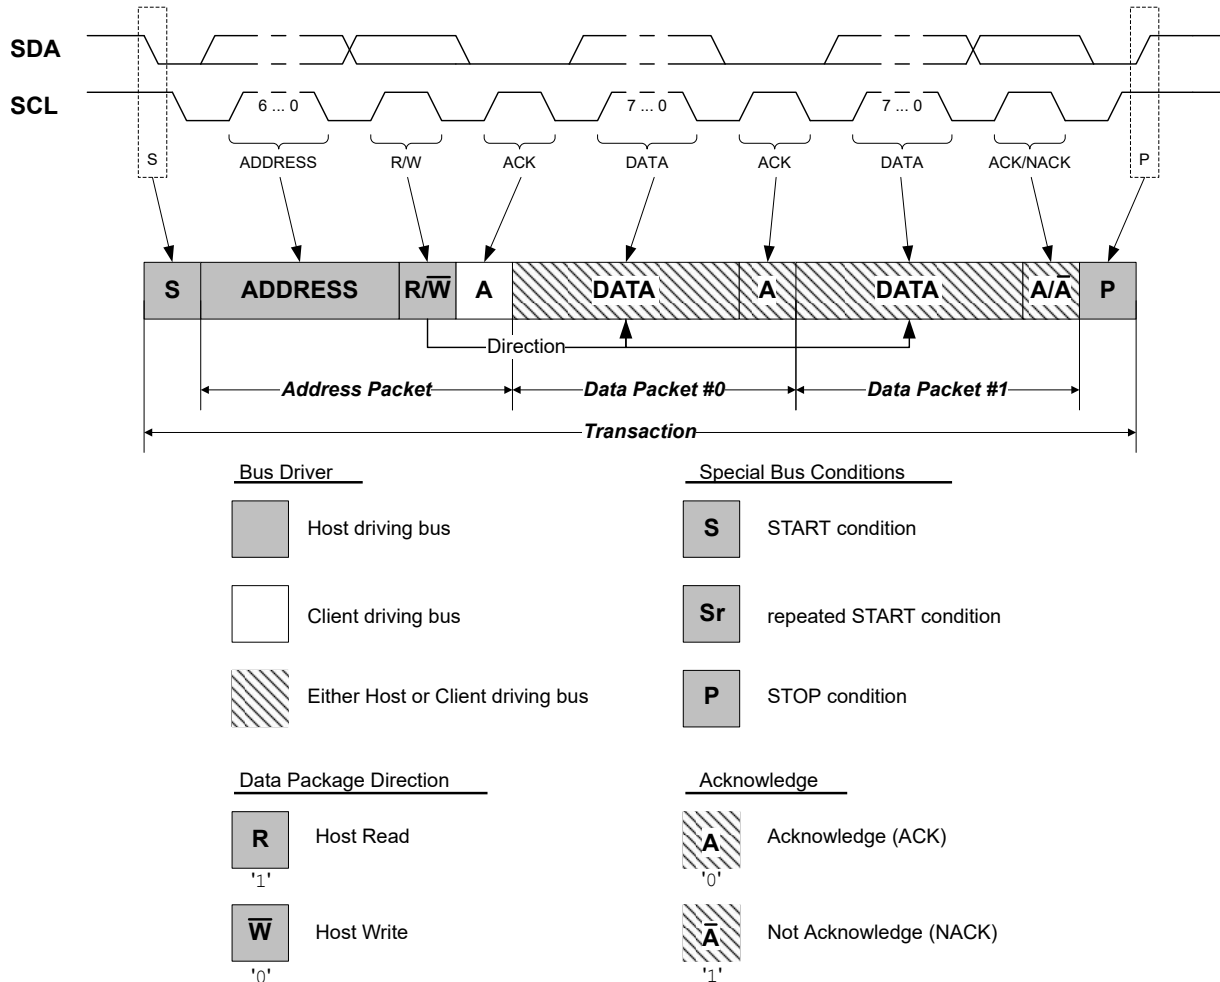 SDA
SCL
6 ... 0
7 ... 0
7 ... 0
S
ADDRESS
R/W
ACK
DATA
ACK
DATA
ACK/NACK
P
S
ADDRESS
R/W̅
A
DATA
A
DATA
A/A̅
P
Direction
Address Packet
Data Packet #0
Data Packet #1
Transaction
Bus Driver
Special Bus Conditions
Host driving bus
S
START condition
Client driving bus
Sr
repeated START condition
Either Host or Client driving bus
P
STOP condition
Data Package Direction
Acknowledge
R
Host Read
'1'
A
Acknowledge (ACK)
'0'
W̅
Host Write
'0'
A̅
Not Acknowledge (NACK)
'1'